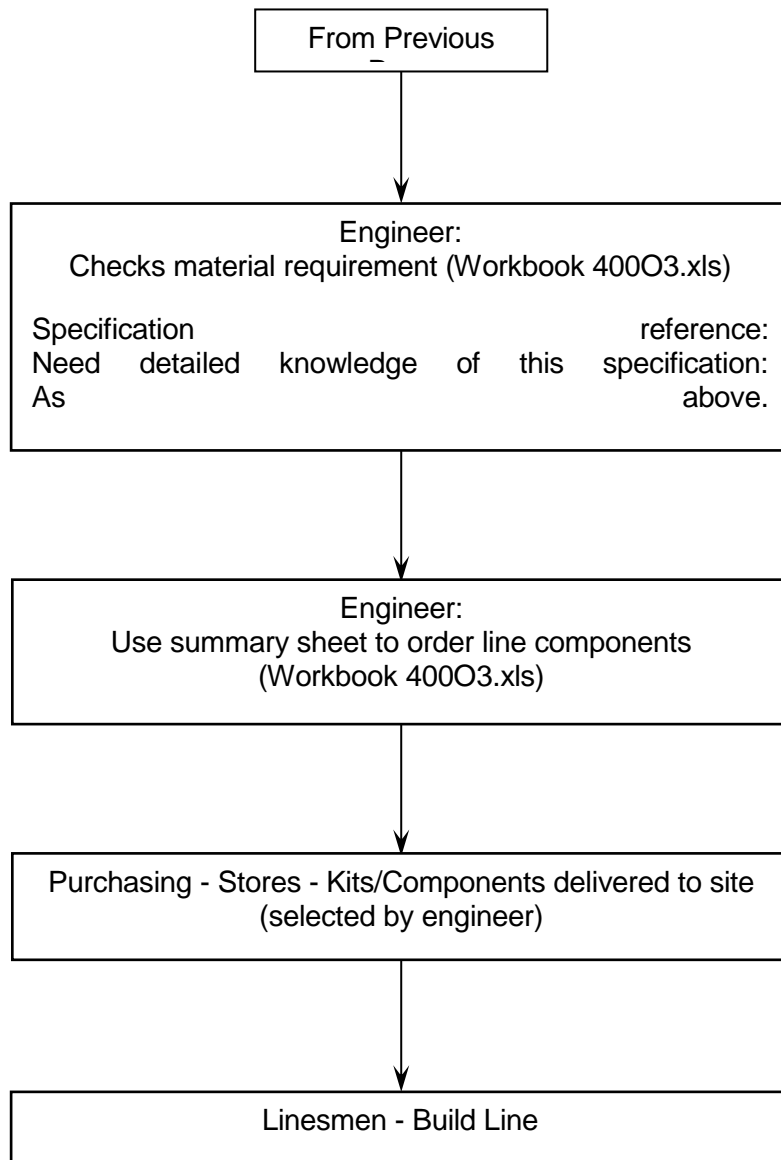 From Previous
Engineer:
Checks material requirement (Workbook 400O3.xls)
Specification reference:
Need detailed knowledge of this specification:
As above.
Engineer:
Use summary sheet to order line components
(Workbook 400O3.xls)
Purchasing - Stores - Kits/Components delivered to site
(selected by engineer)
Linesmen - Build Line